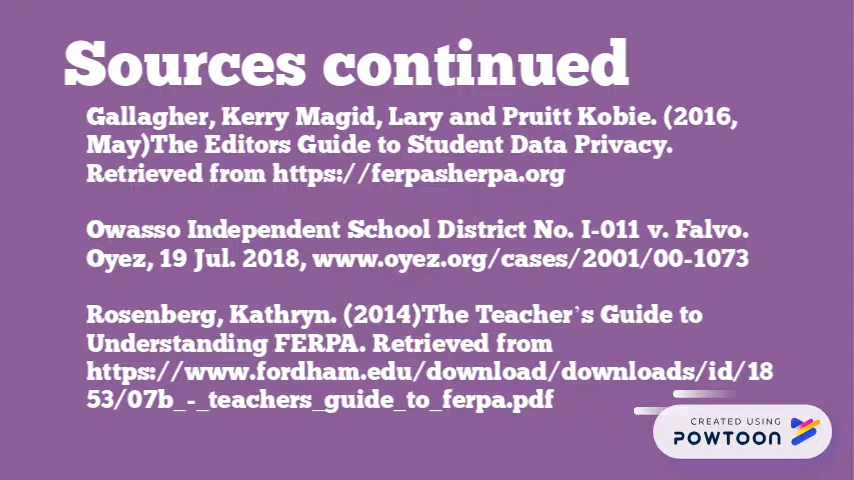 Sources continued
Gallagher, Kerry Magid, Lary and Pruitt Kobie. (2016,
May)The Editors Guide to Student Data Privacy.
Retrieved from https://ferpasherpa.org
Owasso Independent School District No. I-011 v. Falvo.
Oyez, 19 Jul. 2018, www.oyez.org/cases/2001/00-1073
Rosenberg, Kathryn. (2014)The Teacher's Guide to
Understanding FERPA. Retrieved from
https://www.fordham.edu/download/downloads/id/18
53/07b_-_teachers_guide_to_ferpa.pdf
CREATED USING
POWTOON